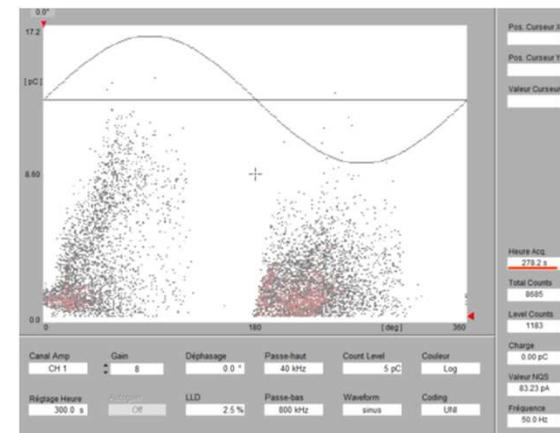 0.0°
17.2
[ pC ]
8.60
0.0
0 180 [ deg ] 360
Pos. Curseur X
Pos. Curseur Y
Valeur Curseur
Heure Acq.
278.2 s
Total Counts
8685
Level Counts
1183
Charge
0.00 pC
Valeur NQS
83.23 pA
Fréquence
50.0 Hz
Canal Amp Gain Déphasage Passe-haut Count Level Couleur
CH 1 8 0.0 ° 40 kHz 5 pC Log
Réglage Heure Autogain LLD Passe-bas Waveform Coding
300.0 s Off 2.5 % 800 kHz sinus UNI